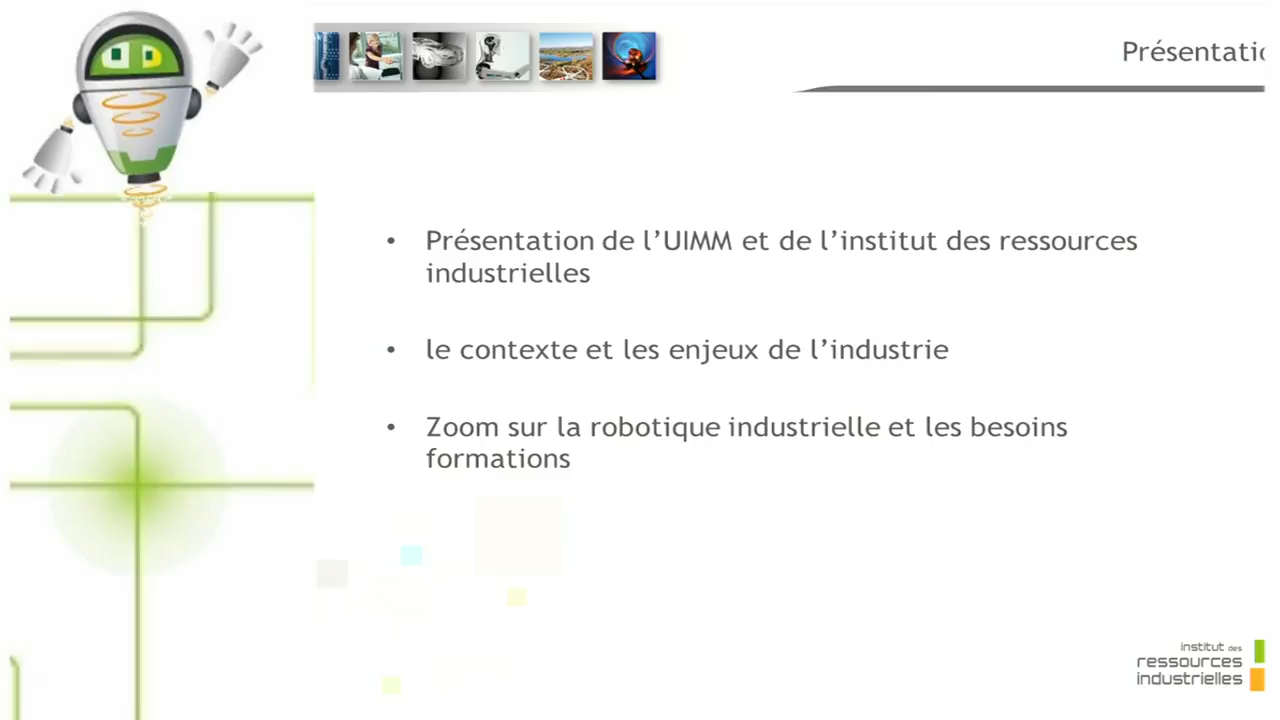 Présentatio
• Présentation de l’UIMM et de l’institut des ressources
industrielles
• le contexte et les enjeux de l’industrie
• Zoom sur la robotique industrielle et les besoins
formations
institut des
ressources
industrielles